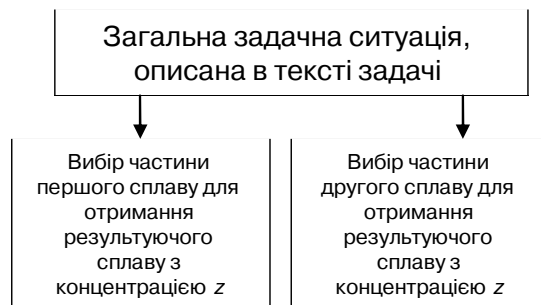 Загальна задачна ситуація,
описана в тексті задачі
Вибір частини
першого сплаву для
отримання
результуючого
сплаву з
концентрацією z
Вибір частини
другого сплаву для
отримання
результуючого
сплаву з
концентрацією z